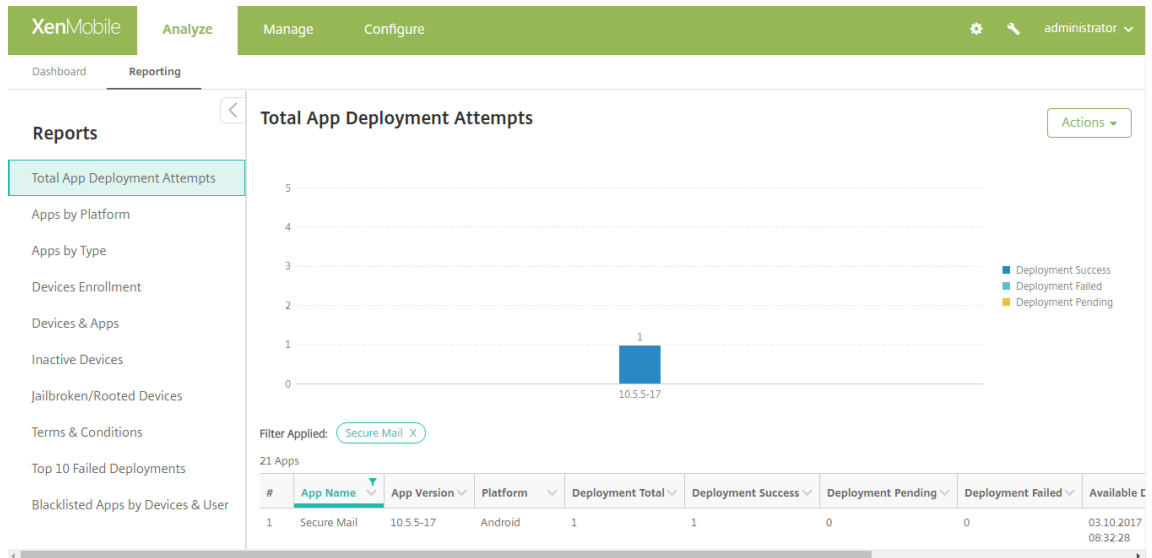 XenMobile Analyze Manage Configure administrator
Dashboard Reporting
Reports
Total App Deployment Attempts
Apps by Platform
Apps by Type
Devices Enrollment
Devices & Apps
Inactive Devices
Jailbroken/Rooted Devices
Terms & Conditions
Top 10 Failed Deployments
Blacklisted Apps by Devices & User
Total App Deployment Attempts
Actions
5
4
3
2
1
0
1
10.5.5-17
Deployment Success
Deployment Failed
Deployment Pending
Filter Applied: Secure Mail X
21 Apps
# App Name App Version Platform Deployment Total Deployment Success Deployment Pending Deployment Failed Available D
1 Secure Mail 10.5.5-17 Android 1 1 0 0 03.10.2017
08:32:28